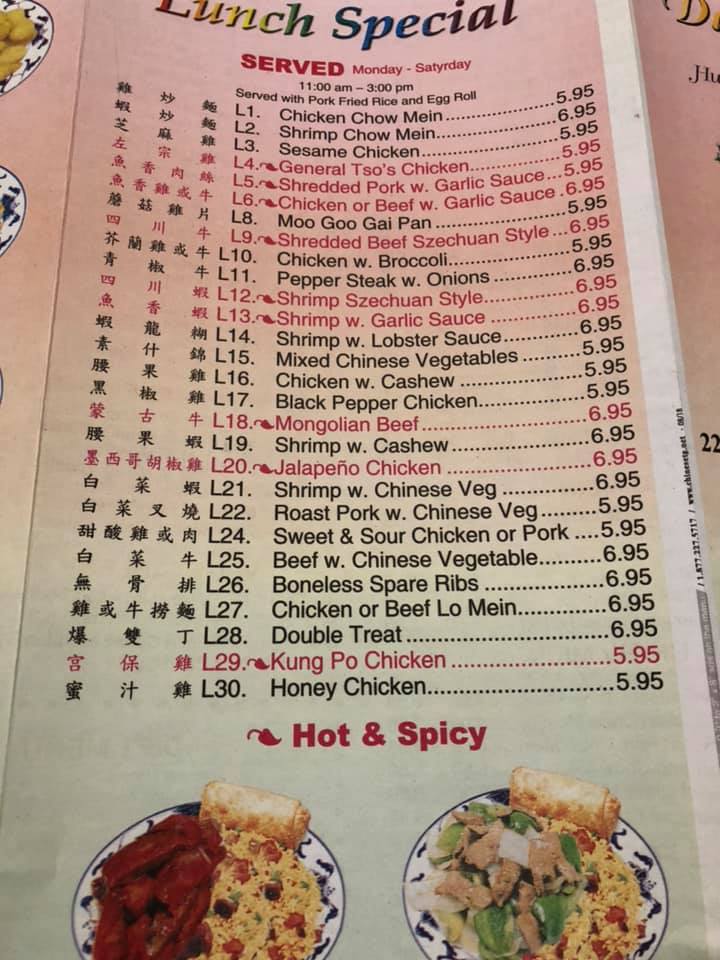 Lunch Special
SERVED Monday - Satyrday
11:00 am – 3:00 pm
Served with Pork Fried Rice and Egg Roll
雞炒麵 L1. Chicken Chow Mein 5.95
蝦炒麵 L2. Shrimp Chow Mein 6.95
芝麻雞 L3. Sesame Chicken 5.95
左宗雞 L4. General Tso's Chicken 5.95
魚香肉絲 L5. Shredded Pork w. Garlic Sauce 5.95
魚香雞或牛 L6. Chicken or Beef w. Garlic Sauce 6.95
蘑菇雞片 L8. Moo Goo Gai Pan 5.95
四川牛 L9. Shredded Beef Szechuan Style 6.95
芥蘭雞或牛 L10. Chicken w. Broccoli 5.95
青椒牛 L11. Pepper Steak w. Onions 6.95
四川蝦 L12. Shrimp Szechuan Style 6.95
魚香蝦 L13. Shrimp w. Garlic Sauce 6.95
蝦龍糊 L14. Shrimp w. Lobster Sauce 6.95
素什錦 L15. Mixed Chinese Vegetables 5.95
腰果雞 L16. Chicken w. Cashew 5.95
黑椒雞 L17. Black Pepper Chicken 5.95
蒙古牛 L18. Mongolian Beef 6.95
腰果蝦 L19. Shrimp w. Cashew 6.95
墨西哥胡椒雞 L20. Jalapeño Chicken 6.95
白菜蝦 L21. Shrimp w. Chinese Veg 6.95
白菜叉燒 L22. Roast Pork w. Chinese Veg 5.95
甜酸雞或肉 L24. Sweet & Sour Chicken or Pork 5.95
白菜牛 L25. Beef w. Chinese Vegetable 6.95
無骨排 L26. Boneless Spare Ribs 6.95
雞或牛撈麵 L27. Chicken or Beef Lo Mein 6.95
爆雙丁 L28. Double Treat 6.95
宮保雞 L29. Kung Po Chicken 5.95
蜜汁雞 L30. Honey Chicken 5.95
Hot & Spicy
/ 1.877.227.5717 / www.chinesetg.net - 08/18
Hu
22